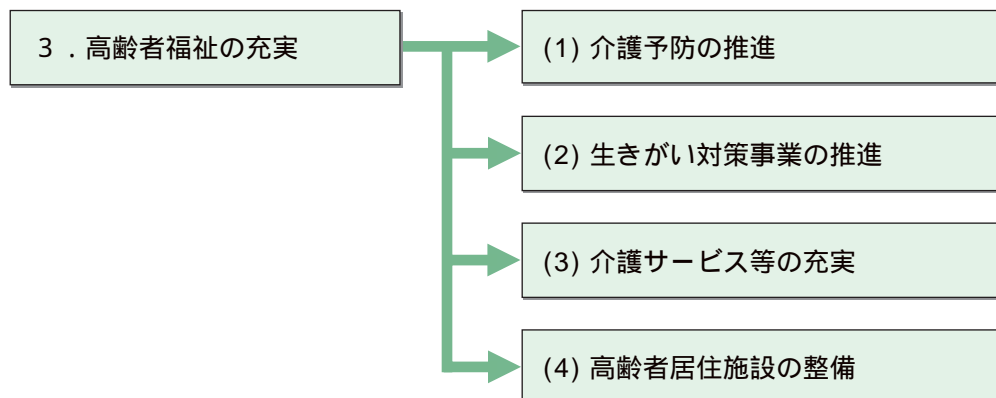 ３．高齢者福祉の充実
(1) 介護予防の推進
(2) 生きがい対策事業の推進
(3) 介護サービス等の充実
(4) 高齢者居住施設の整備